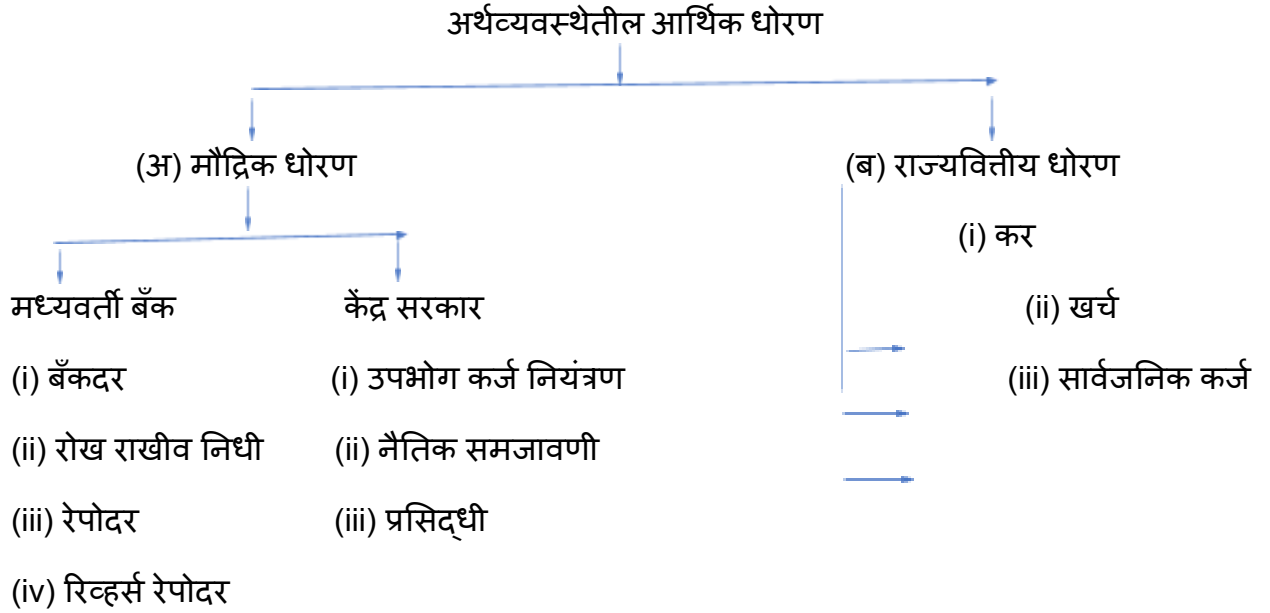 अर्थव्यवस्थेतील आर्थिक धोरण
(अ) मौद्रिक धोरण
(ब) राज्यवित्तीय धोरण
(i) कर
मध्यवर्ती बँक
केंद्र सरकार
(ii) खर्च
(i) बँकदर
(i) उपभोग कर्ज नियंत्रण
(iii) सार्वजनिक कर्ज
(ii) रोख राखीव निधी
(ii) नैतिक समजावणी
(iii) रेपोदर
(iii) प्रसिद्‌धी
(iv) रिव्हर्स रेपोदर